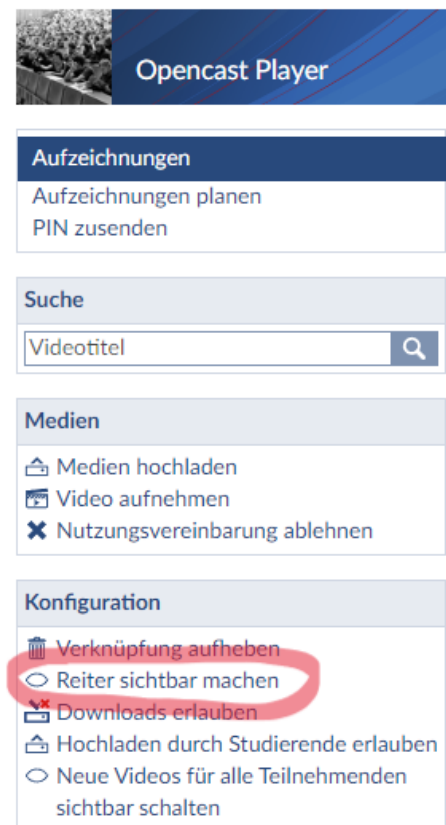 Opencast Player
Aufzeichnungen
Aufzeichnungen planen
PIN zusenden
Suche
Videotitel
Medien
Medien hochladen
Video aufnehmen
Nutzungsvereinbarung ablehnen
Konfiguration
Verknüpfung aufheben
Reiter sichtbar machen
Downloads erlauben
Hochladen durch Studierende erlauben
Neue Videos für alle Teilnehmenden
sichtbar schalten